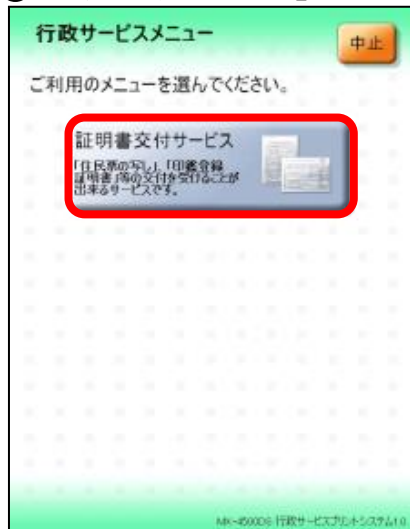 行政サービスメニュー
中止
ご利用のメニューを選んでください。
証明書交付サービス
「住民票の写し」、「印鑑登録
証明書」等の交付を受けることが
出来るサービスです。
行政サービスプリントシステム1.0